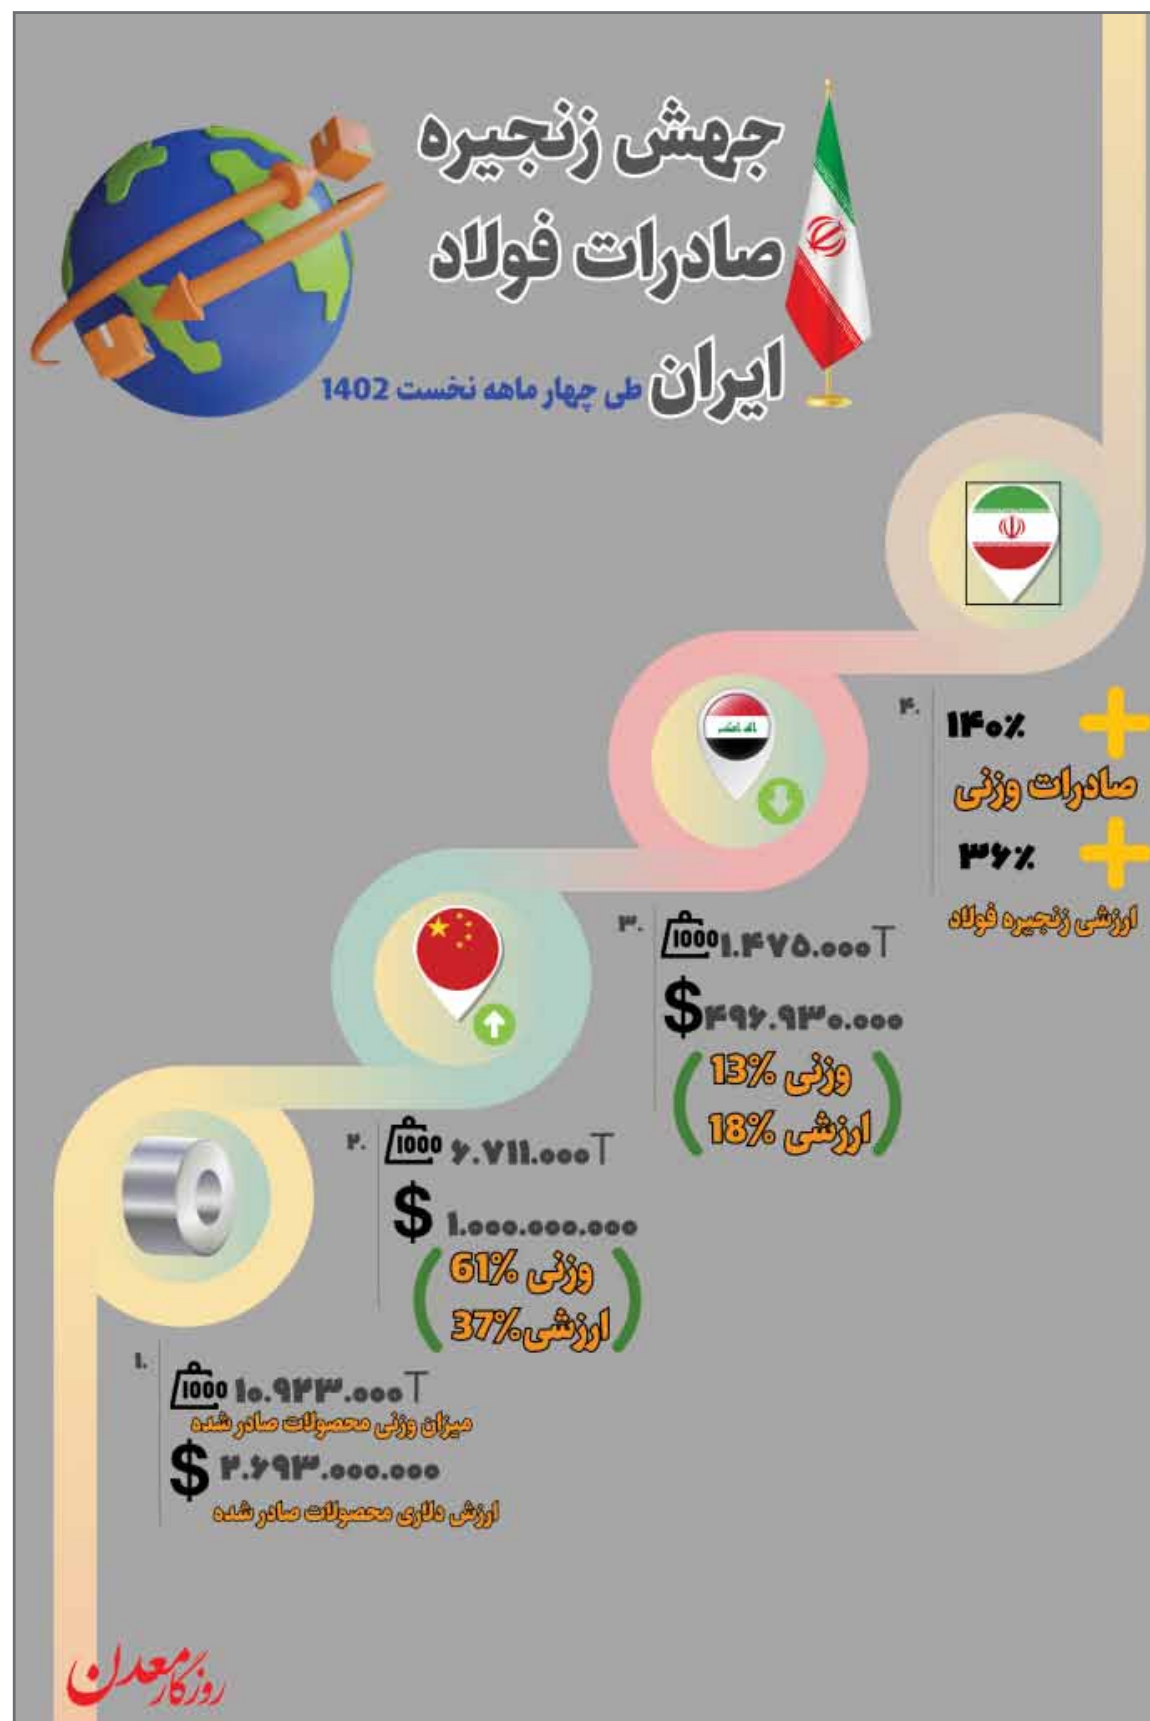 جهش زنجیره
صادرات فولاد
ایران طی چهار ماهه نخست 1402
۴.
۱۴۰٪ +
صادرات وزنی
۳۶٪ +
ارزشی زنجیره فولاد
۳.
1000 ۱.۴۷۵.۰۰۰T
$۴۹۶.۹۳۰.۰۰۰
(وزنی %13
ارزشی %18)
۲.
1000 ۶.۷۱۱.۰۰۰T
$ ۱.۰۰۰.۰۰۰.۰۰۰
(وزنی %61
ارزشی%37)
۱.
1000 ۱۰.۹۴۳.۰۰۰T
میزان وزنی محصولات صادر شده
$ ۲.۶۹۳.۰۰۰.۰۰۰
ارزش دلاری محصولات صادر شده
روزگار معدن